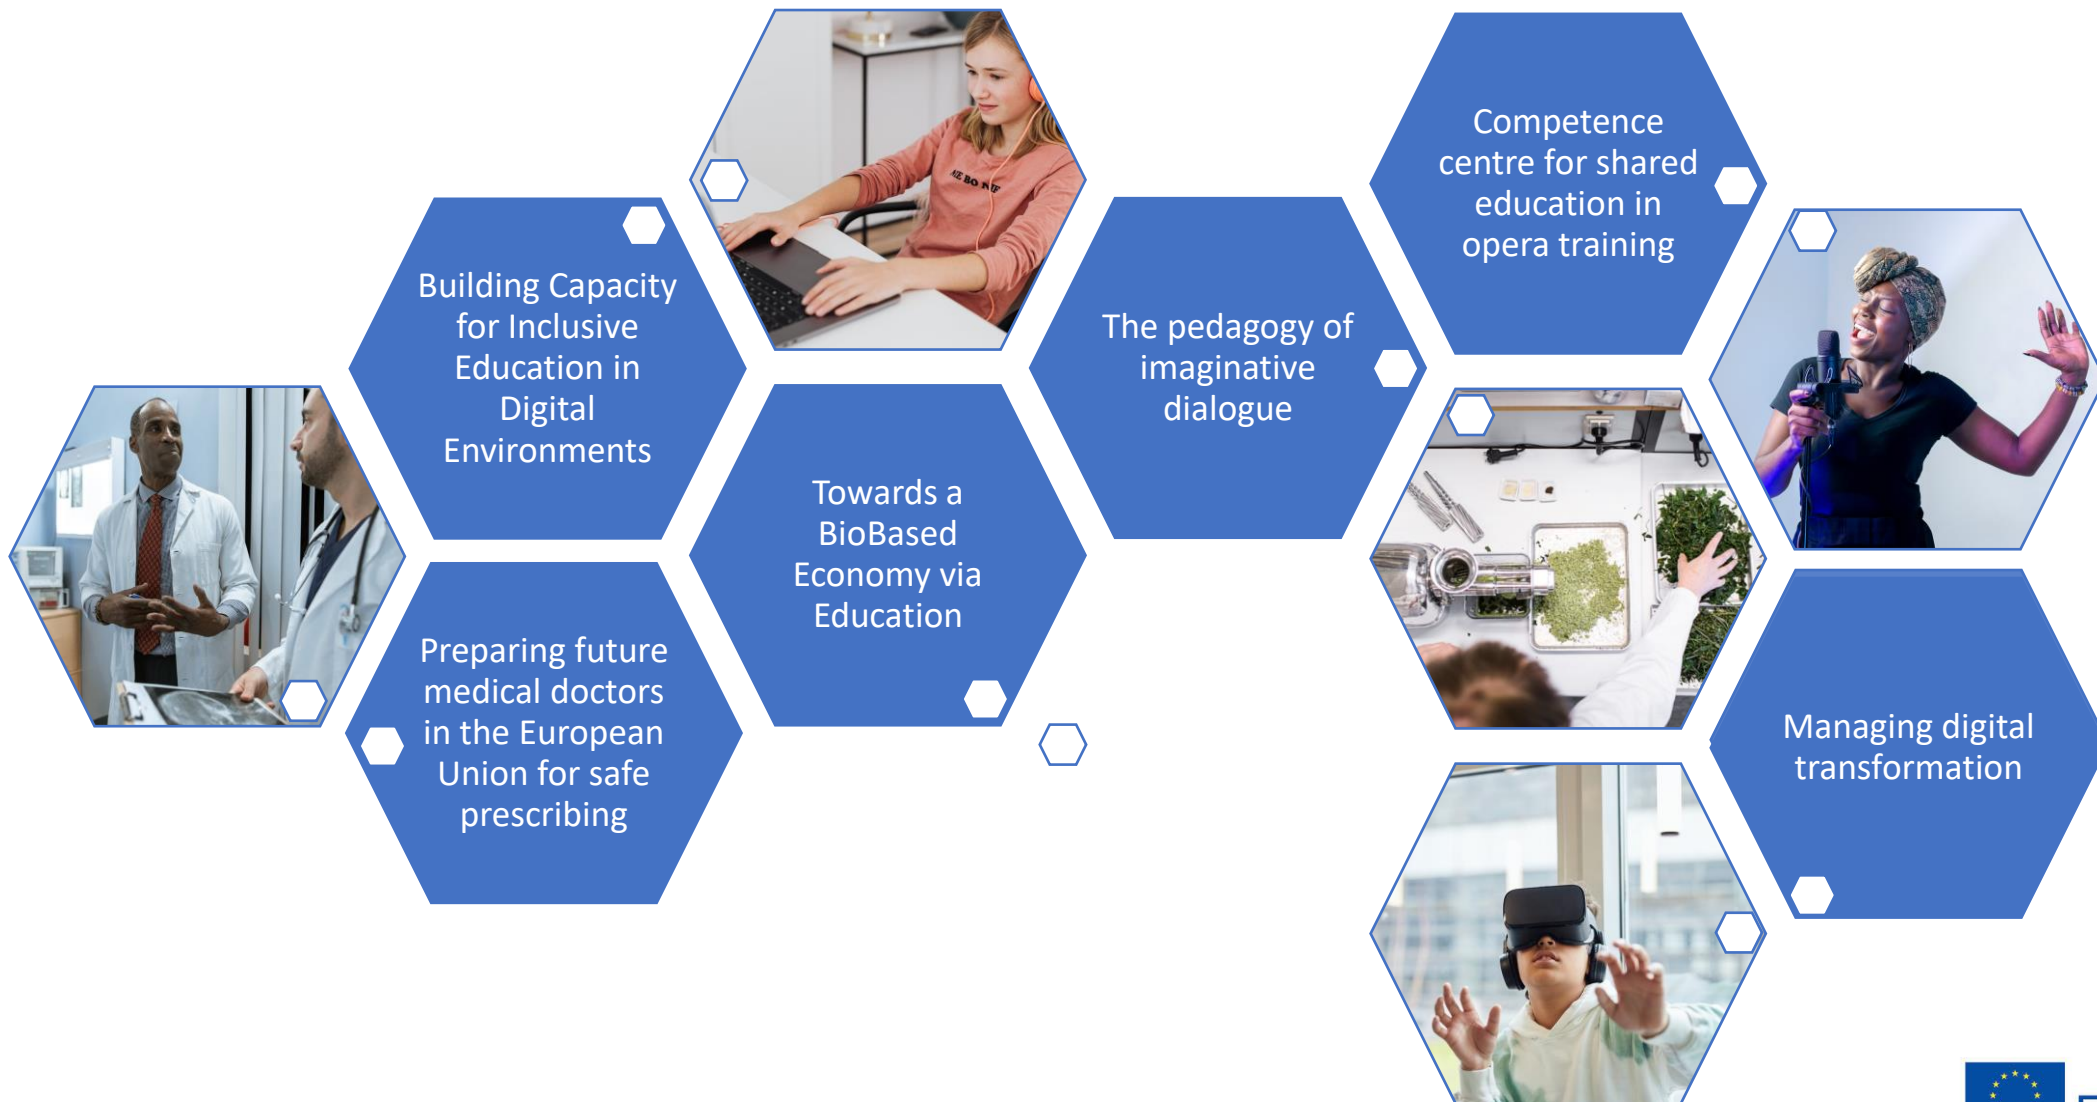 Building Capacity
for Inclusive
Education in
Digital
Environments
Preparing future
medical doctors
in the European
Union for safe
prescribing
Towards a
BioBased
Economy via
Education
The pedagogy of
imaginative
dialogue
Competence
centre for shared
education in
opera training
Managing digital
transformation